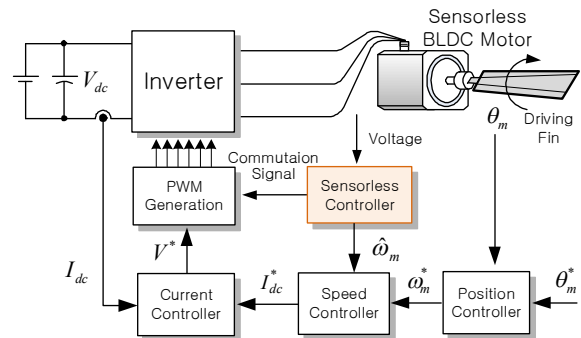 Sensorless
BLDC Motor
V_dc
Inverter
Driving
Fin
θ_m
Voltage
Commutaion
Signal
PWM
Generation
Sensorless
Controller
V*
ω̂_m
I_dc
I*_dc
ω*_m
θ*_m
Current
Controller
Speed
Controller
Position
Controller